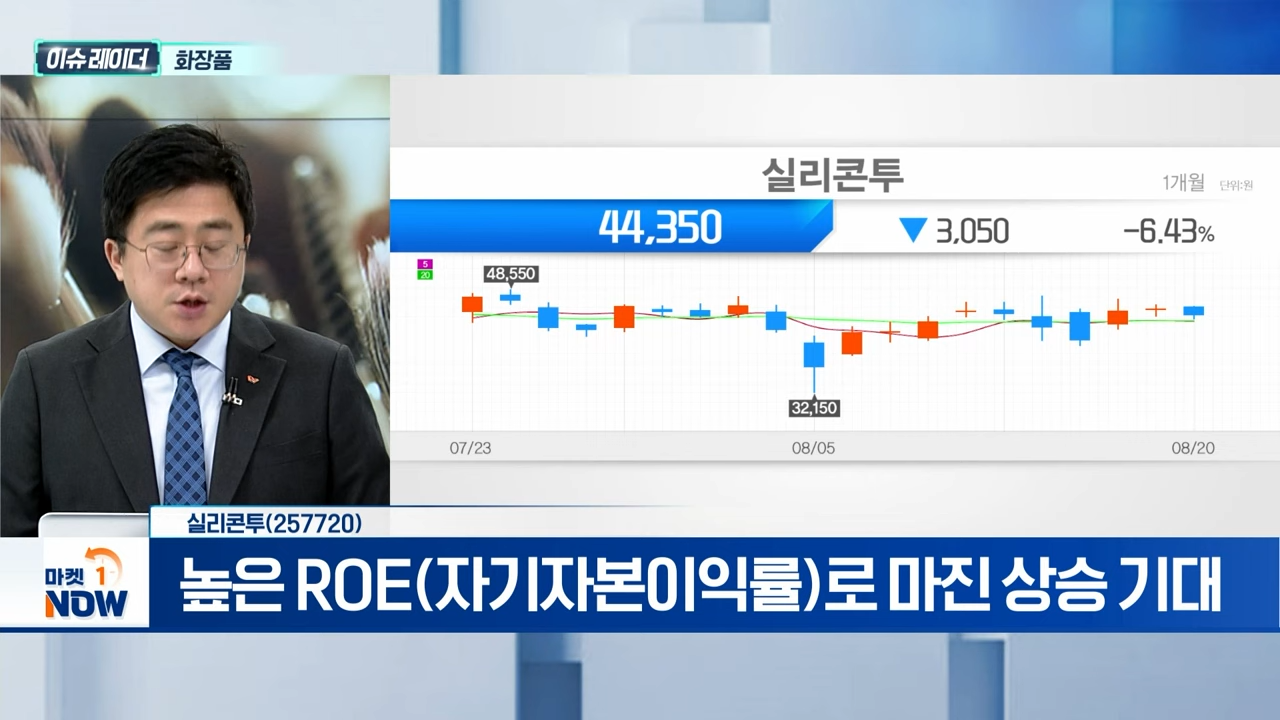 이슈 레이더 화장품
실리콘투
1개월 단위:원
44,350 ▼ 3,050 -6.43%
5
20
48,550
32,150
07/23 08/05 08/20
실리콘투(257720)
마켓 1
NOW
높은 ROE(자기자본이익률)로 마진 상승 기대